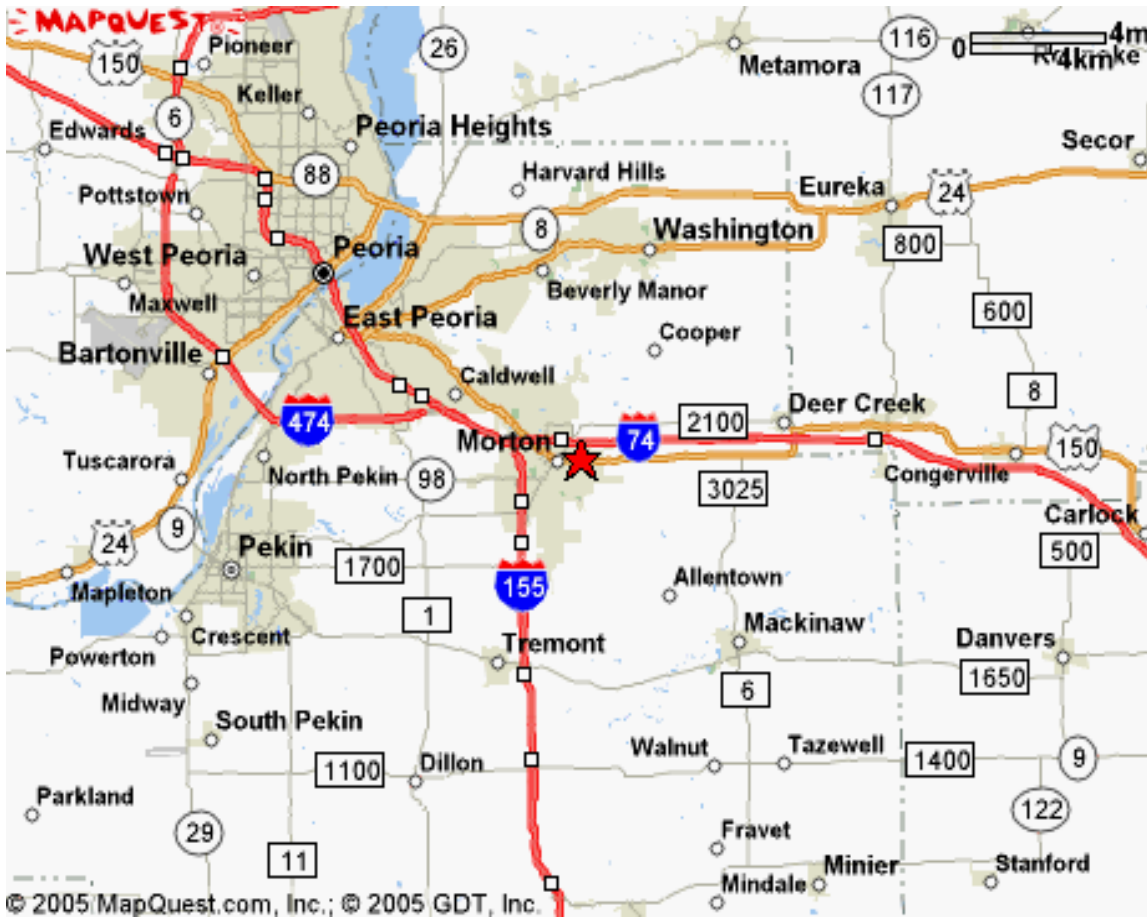 MAPQUEST
26
116
4m
0
4km
Pioneer
150
Metamora
117
Keller
6
Peoria Heights
Edwards
Secor
88
Harvard Hills
Eureka
24
Pottstown
8
Washington
800
West Peoria
Peoria
Maxwell
Beverly Manor
600
East Peoria
Cooper
Bartonville
Caldwell
8
474
Morton
74
2100
Deer Creek
150
Tuscarora
North Pekin
98
3025
Congerville
9
24
Carlock
Pekin
1700
500
Mapleton
155
Allentown
Crescent
1
Tremont
Mackinaw
Danvers
Powerton
1650
Midway
6
South Pekin
Walnut
Tazewell
1400
9
1100
Dillon
Parkland
122
29
Fravet
11
Minier
Stanford
Mindale
© 2005 MapQuest.com, Inc.; © 2005 GDT, Inc.